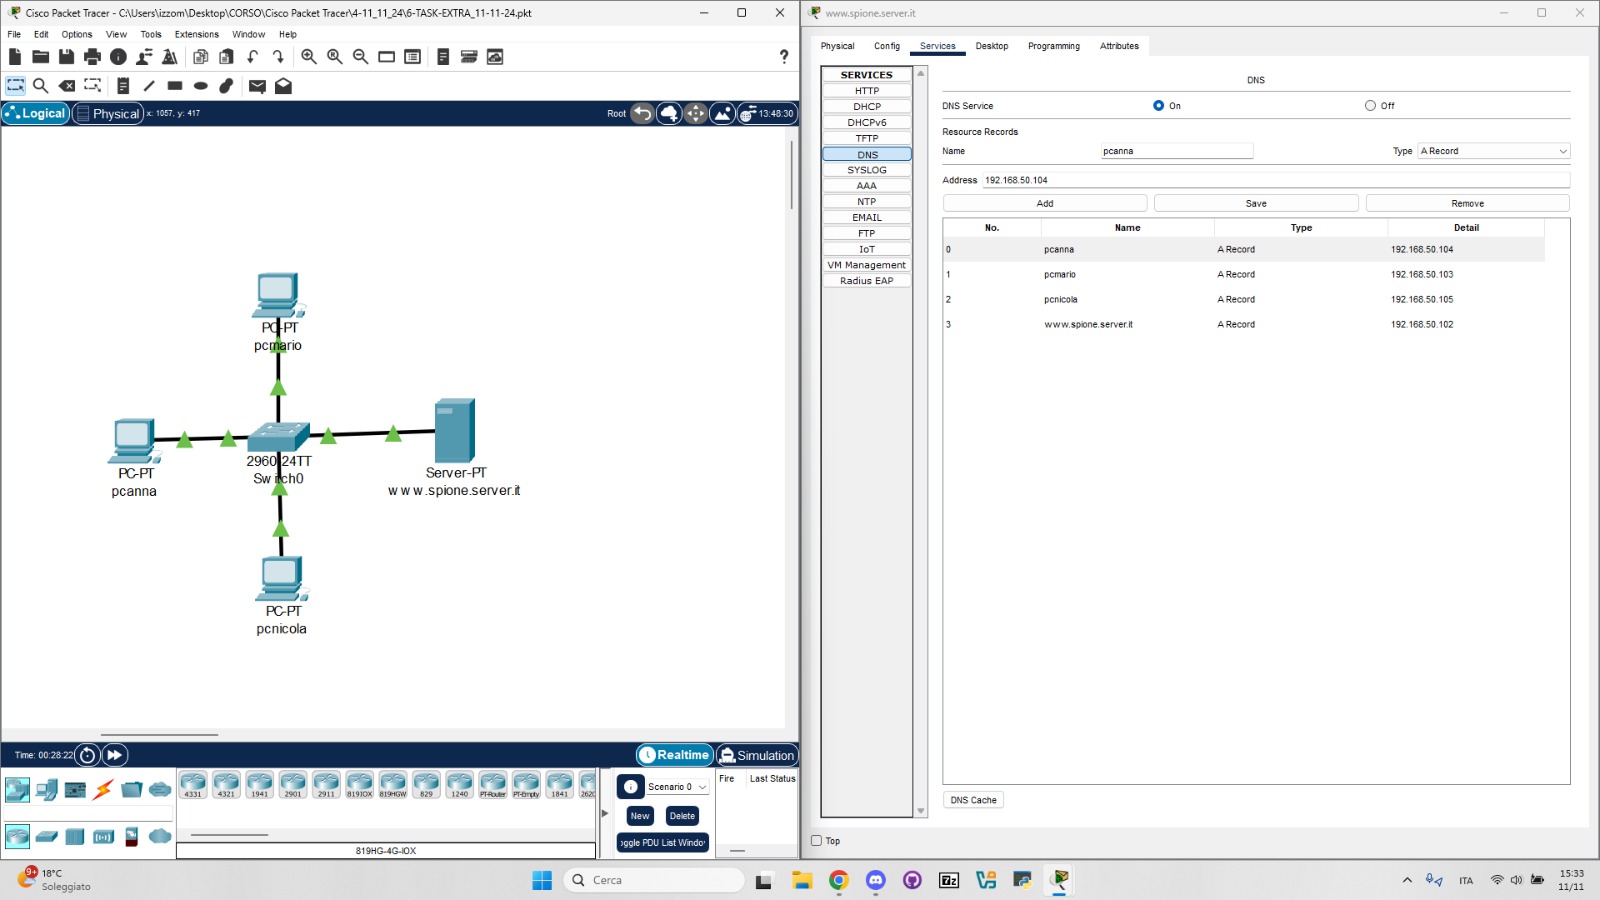 Cisco Packet Tracer - C:\Users\izzom\Desktop\CORSO\Cisco Packet Tracer\4-11_11_24\6-TASK-EXTRA_11-11-24.pkt
File Edit Options View Tools Extensions Window Help
?
Logical Physical x: 1057, y: 417
Root 13:48:30
PC-PT
pcmario
PC-PT
pcanna
2960-24TT
Switch0
Server-PT
www.spione.server.it
PC-PT
pcnicola
Time: 00:28:22
Realtime Simulation
4331 4321 1941 2901 2911 819IOX 819HGW 829 1240 PT-Router PT-Empty 1841 2620
819HG-4G-IOX
Scenario 0
New Delete
oggle PDU List Windo
Fire Last Status
www.spione.server.it
Physical Config Services Desktop Programming Attributes
SERVICES
HTTP
DHCP
DHCPv6
TFTP
DNS
SYSLOG
AAA
NTP
EMAIL
FTP
IoT
VM Management
Radius EAP
DNS
DNS Service On Off
Resource Records
Name pcanna Type A Record
Address 192.168.50.104
Add Save Remove
No. Name Type Detail
0 pcanna A Record 192.168.50.104
1 pcmario A Record 192.168.50.103
2 pcnicola A Record 192.168.50.105
3 www.spione.server.it A Record 192.168.50.102
DNS Cache
Top
9+
18°C
Soleggiato
Cerca
7z
ITA
15:33
11/11